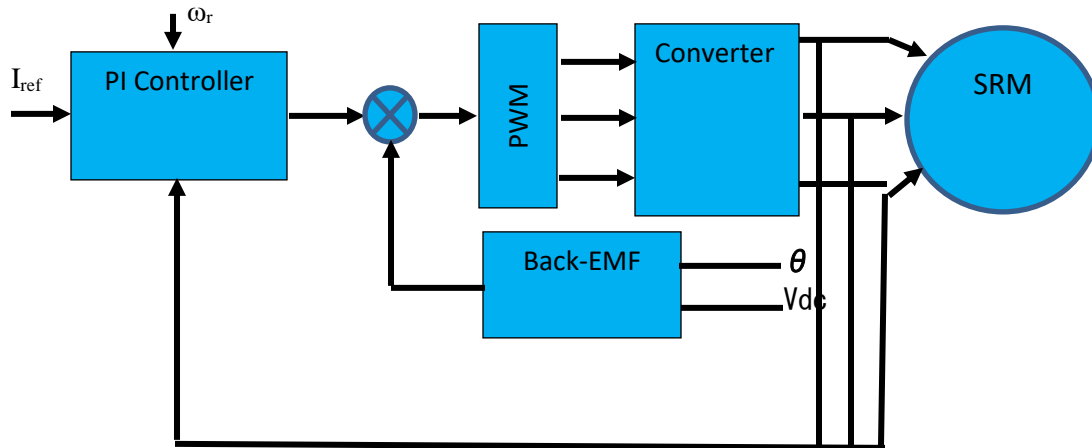 ωr
Iref
PI Controller
PWM
Converter
SRM
Back-EMF
θ
Vdc